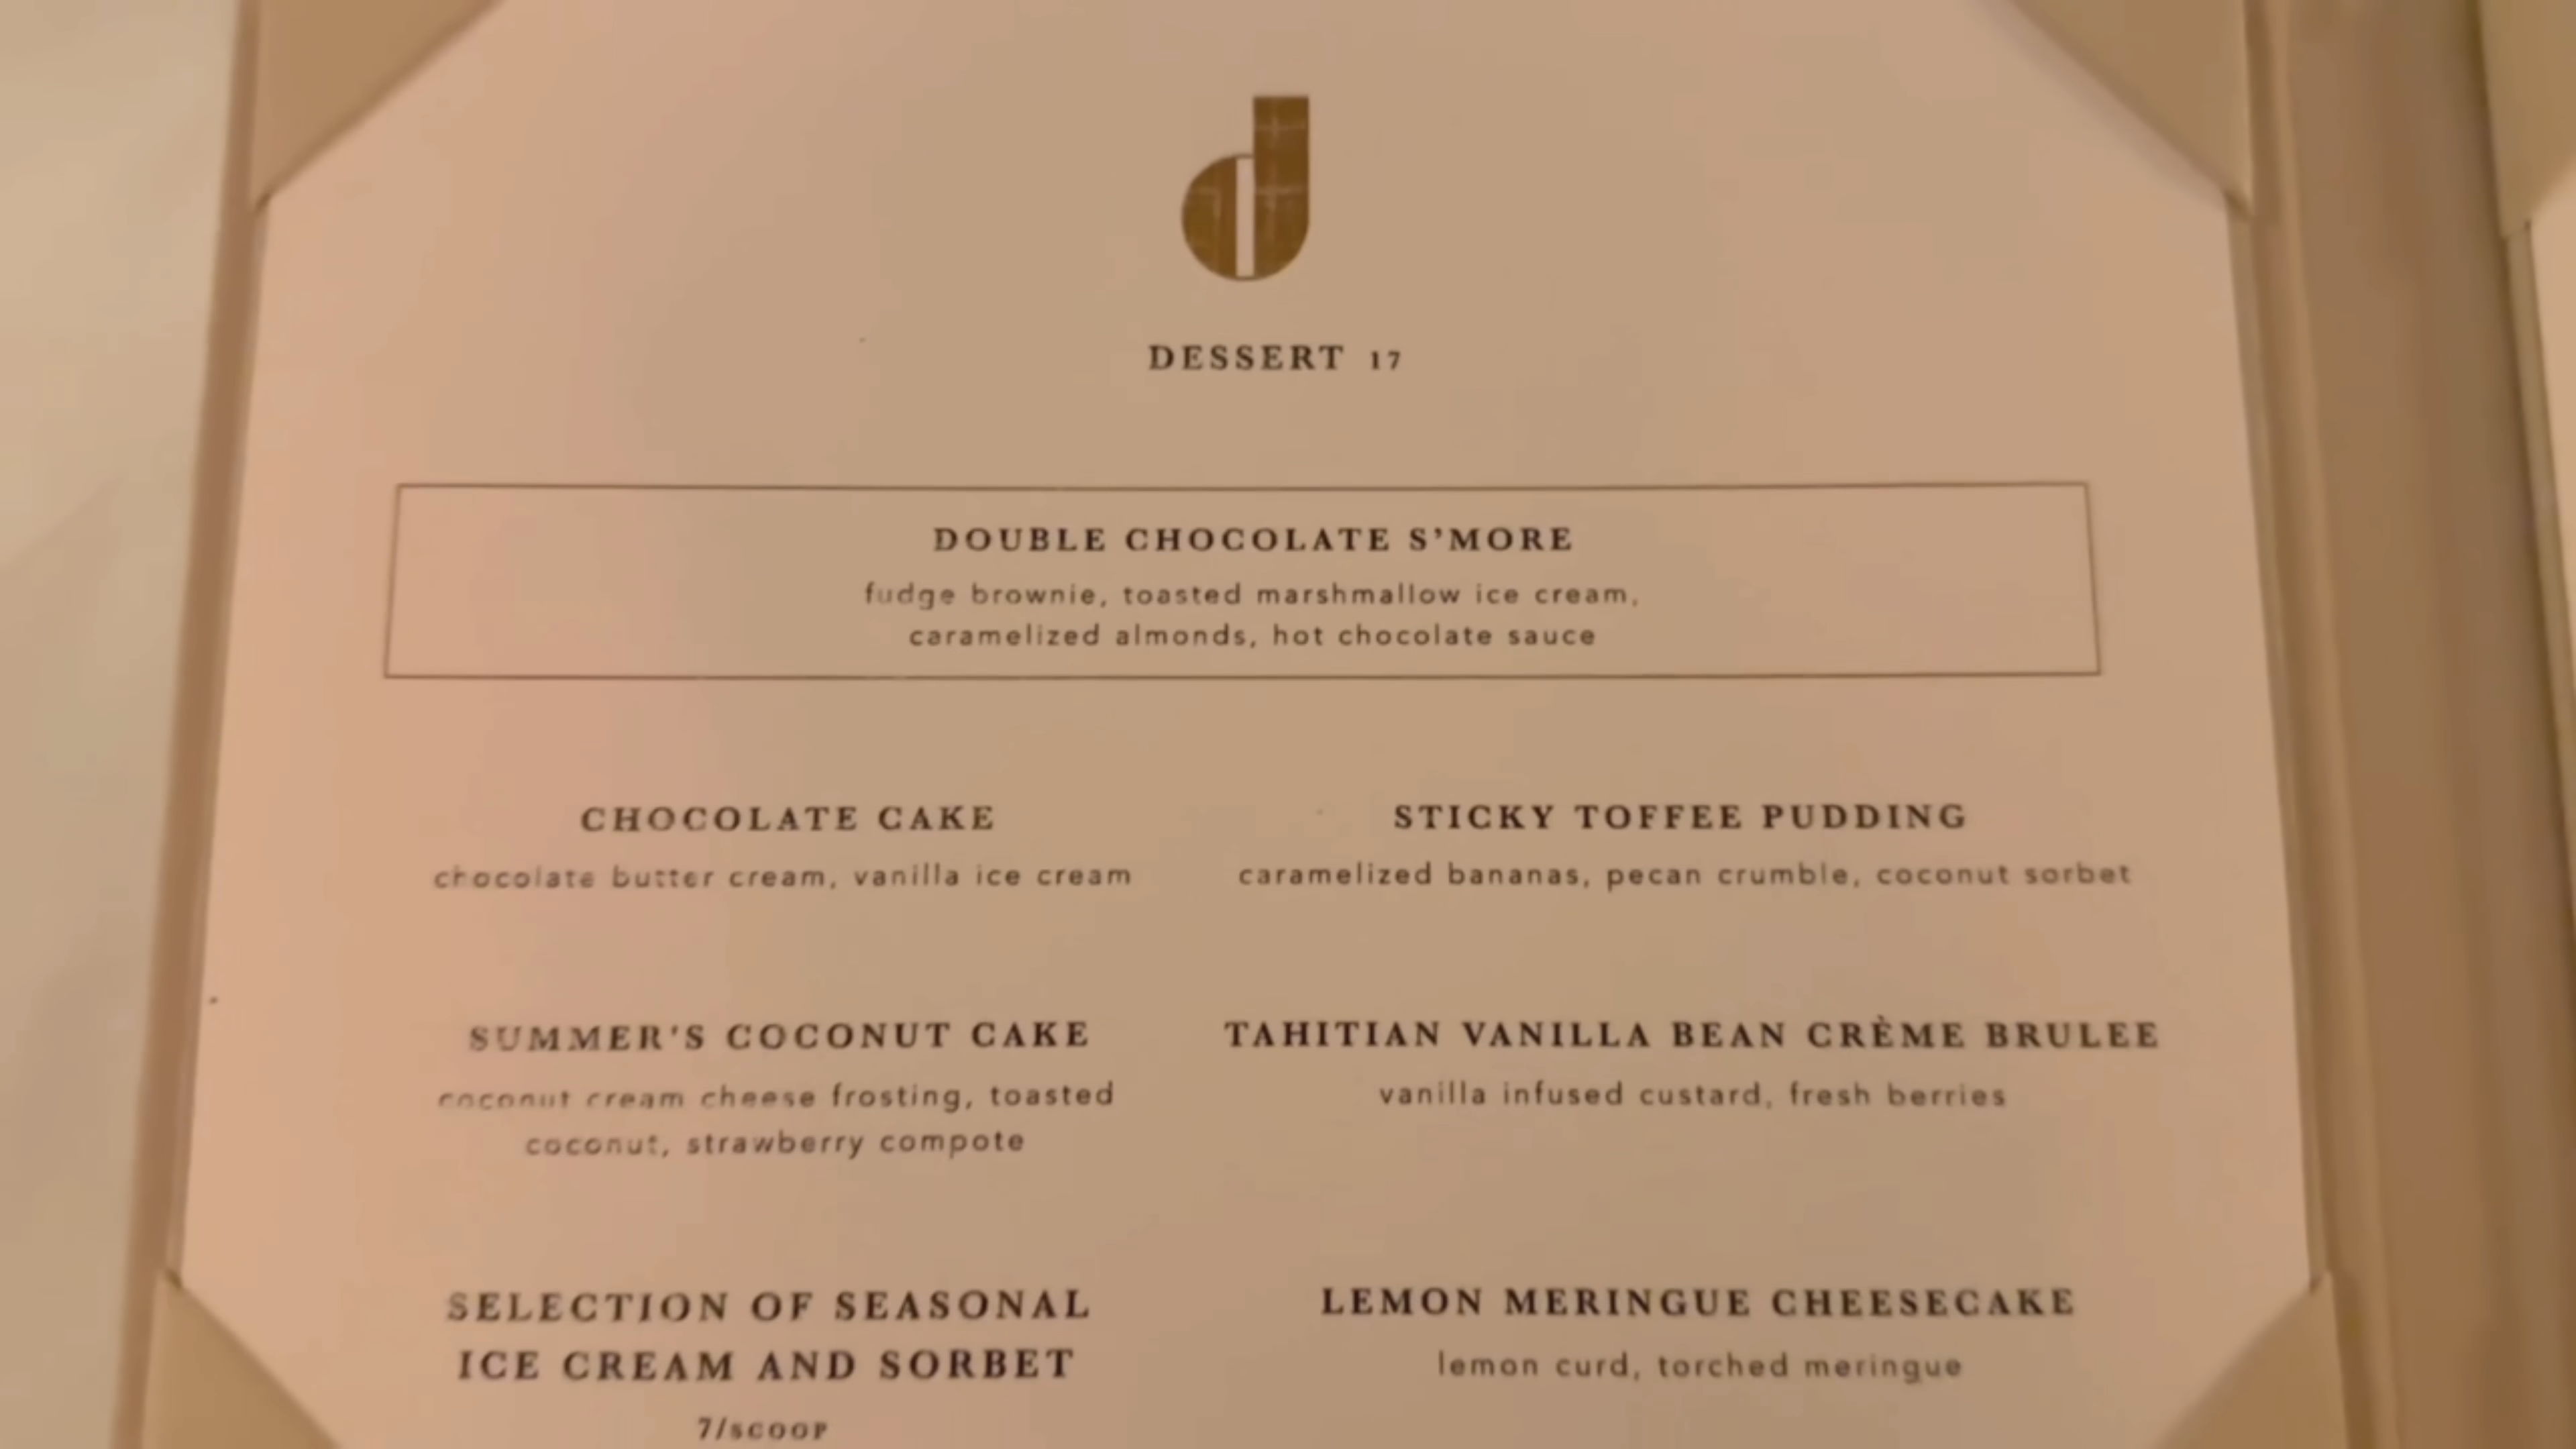 d
DESSERT 17
DOUBLE CHOCOLATE S’MORE
fudge brownie, toasted marshmallow ice cream,
caramelized almonds, hot chocolate sauce
CHOCOLATE CAKE
chocolate butter cream, vanilla ice cream
STICKY TOFFEE PUDDING
caramelized bananas, pecan crumble, coconut sorbet
SUMMER'S COCONUT CAKE
coconut cream cheese frosting, toasted
coconut, strawberry compote
TAHITIAN VANILLA BEAN CRÈME BRULEE
vanilla infused custard, fresh berries
SELECTION OF SEASONAL
ICE CREAM AND SORBET
7/SCOOP
LEMON MERINGUE CHEESECAKE
lemon curd, torched meringue